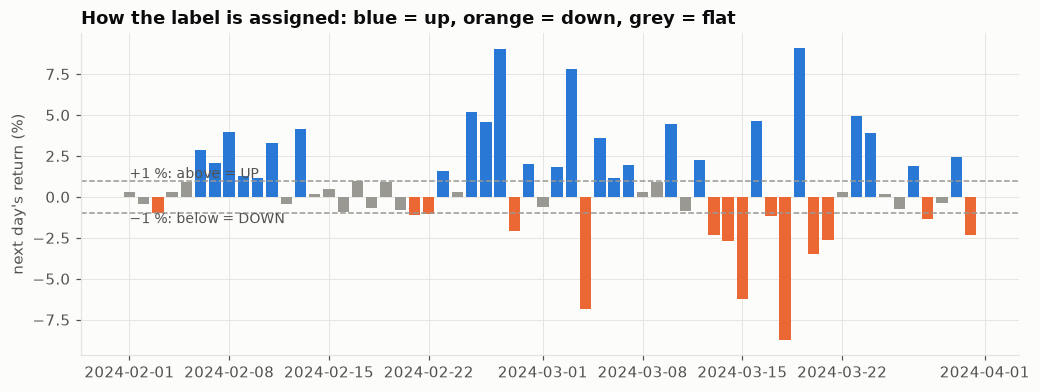 How the label is assigned: blue = up, orange = down, grey = flat
next day's return (%)
7.5
5.0
2.5
0.0
−2.5
−5.0
−7.5
+1 %: above = UP
−1 %: below = DOWN
2024-02-01 2024-02-08 2024-02-15 2024-02-22 2024-03-01 2024-03-08 2024-03-15 2024-03-22 2024-04-01